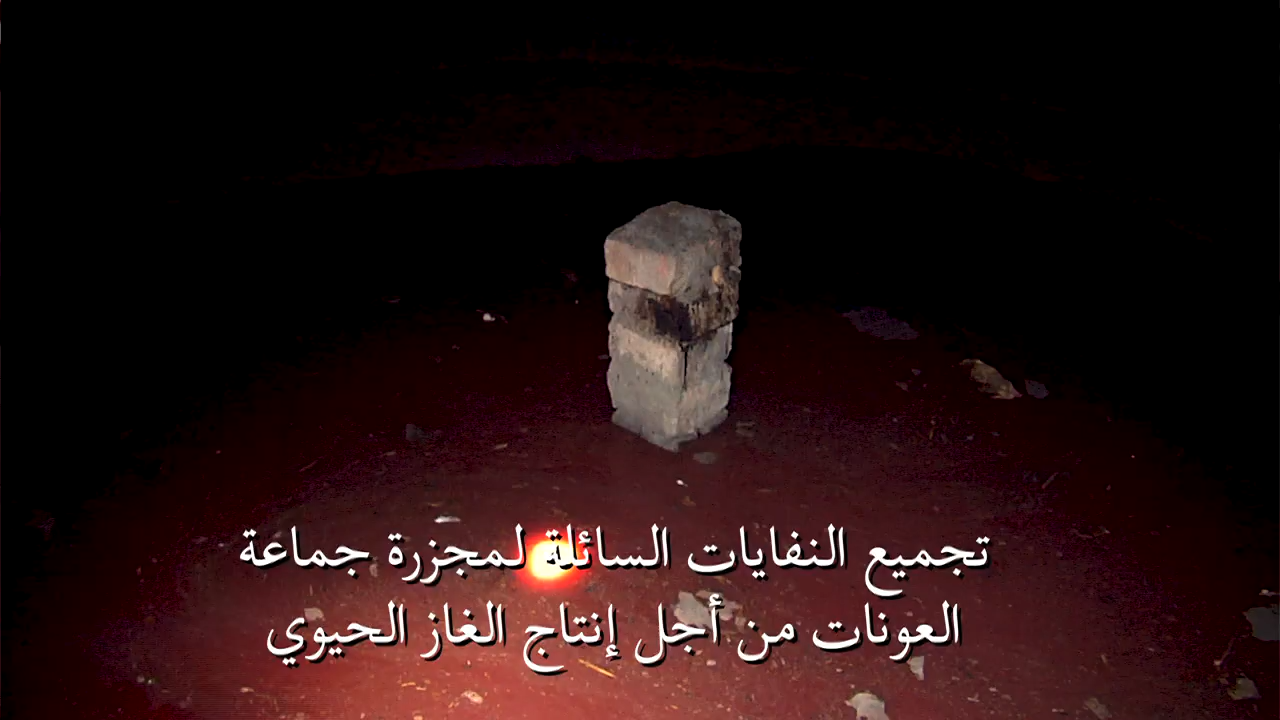 تجميع النفايات السائلة لمجزرة جماعة
العونات من أجل إنتاج الغاز الحيوي